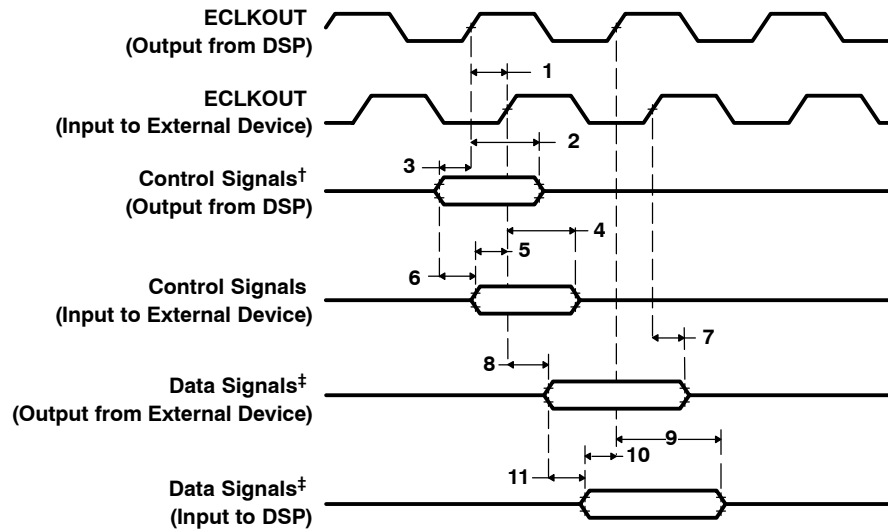 ECLKOUT
(Output from DSP)
1
ECLKOUT
(Input to External Device)
2
3
Control Signals†
(Output from DSP)
4
5
6
Control Signals
(Input to External Device)
7
8
Data Signals‡
(Output from External Device)
9
10
11
Data Signals‡
(Input to DSP)